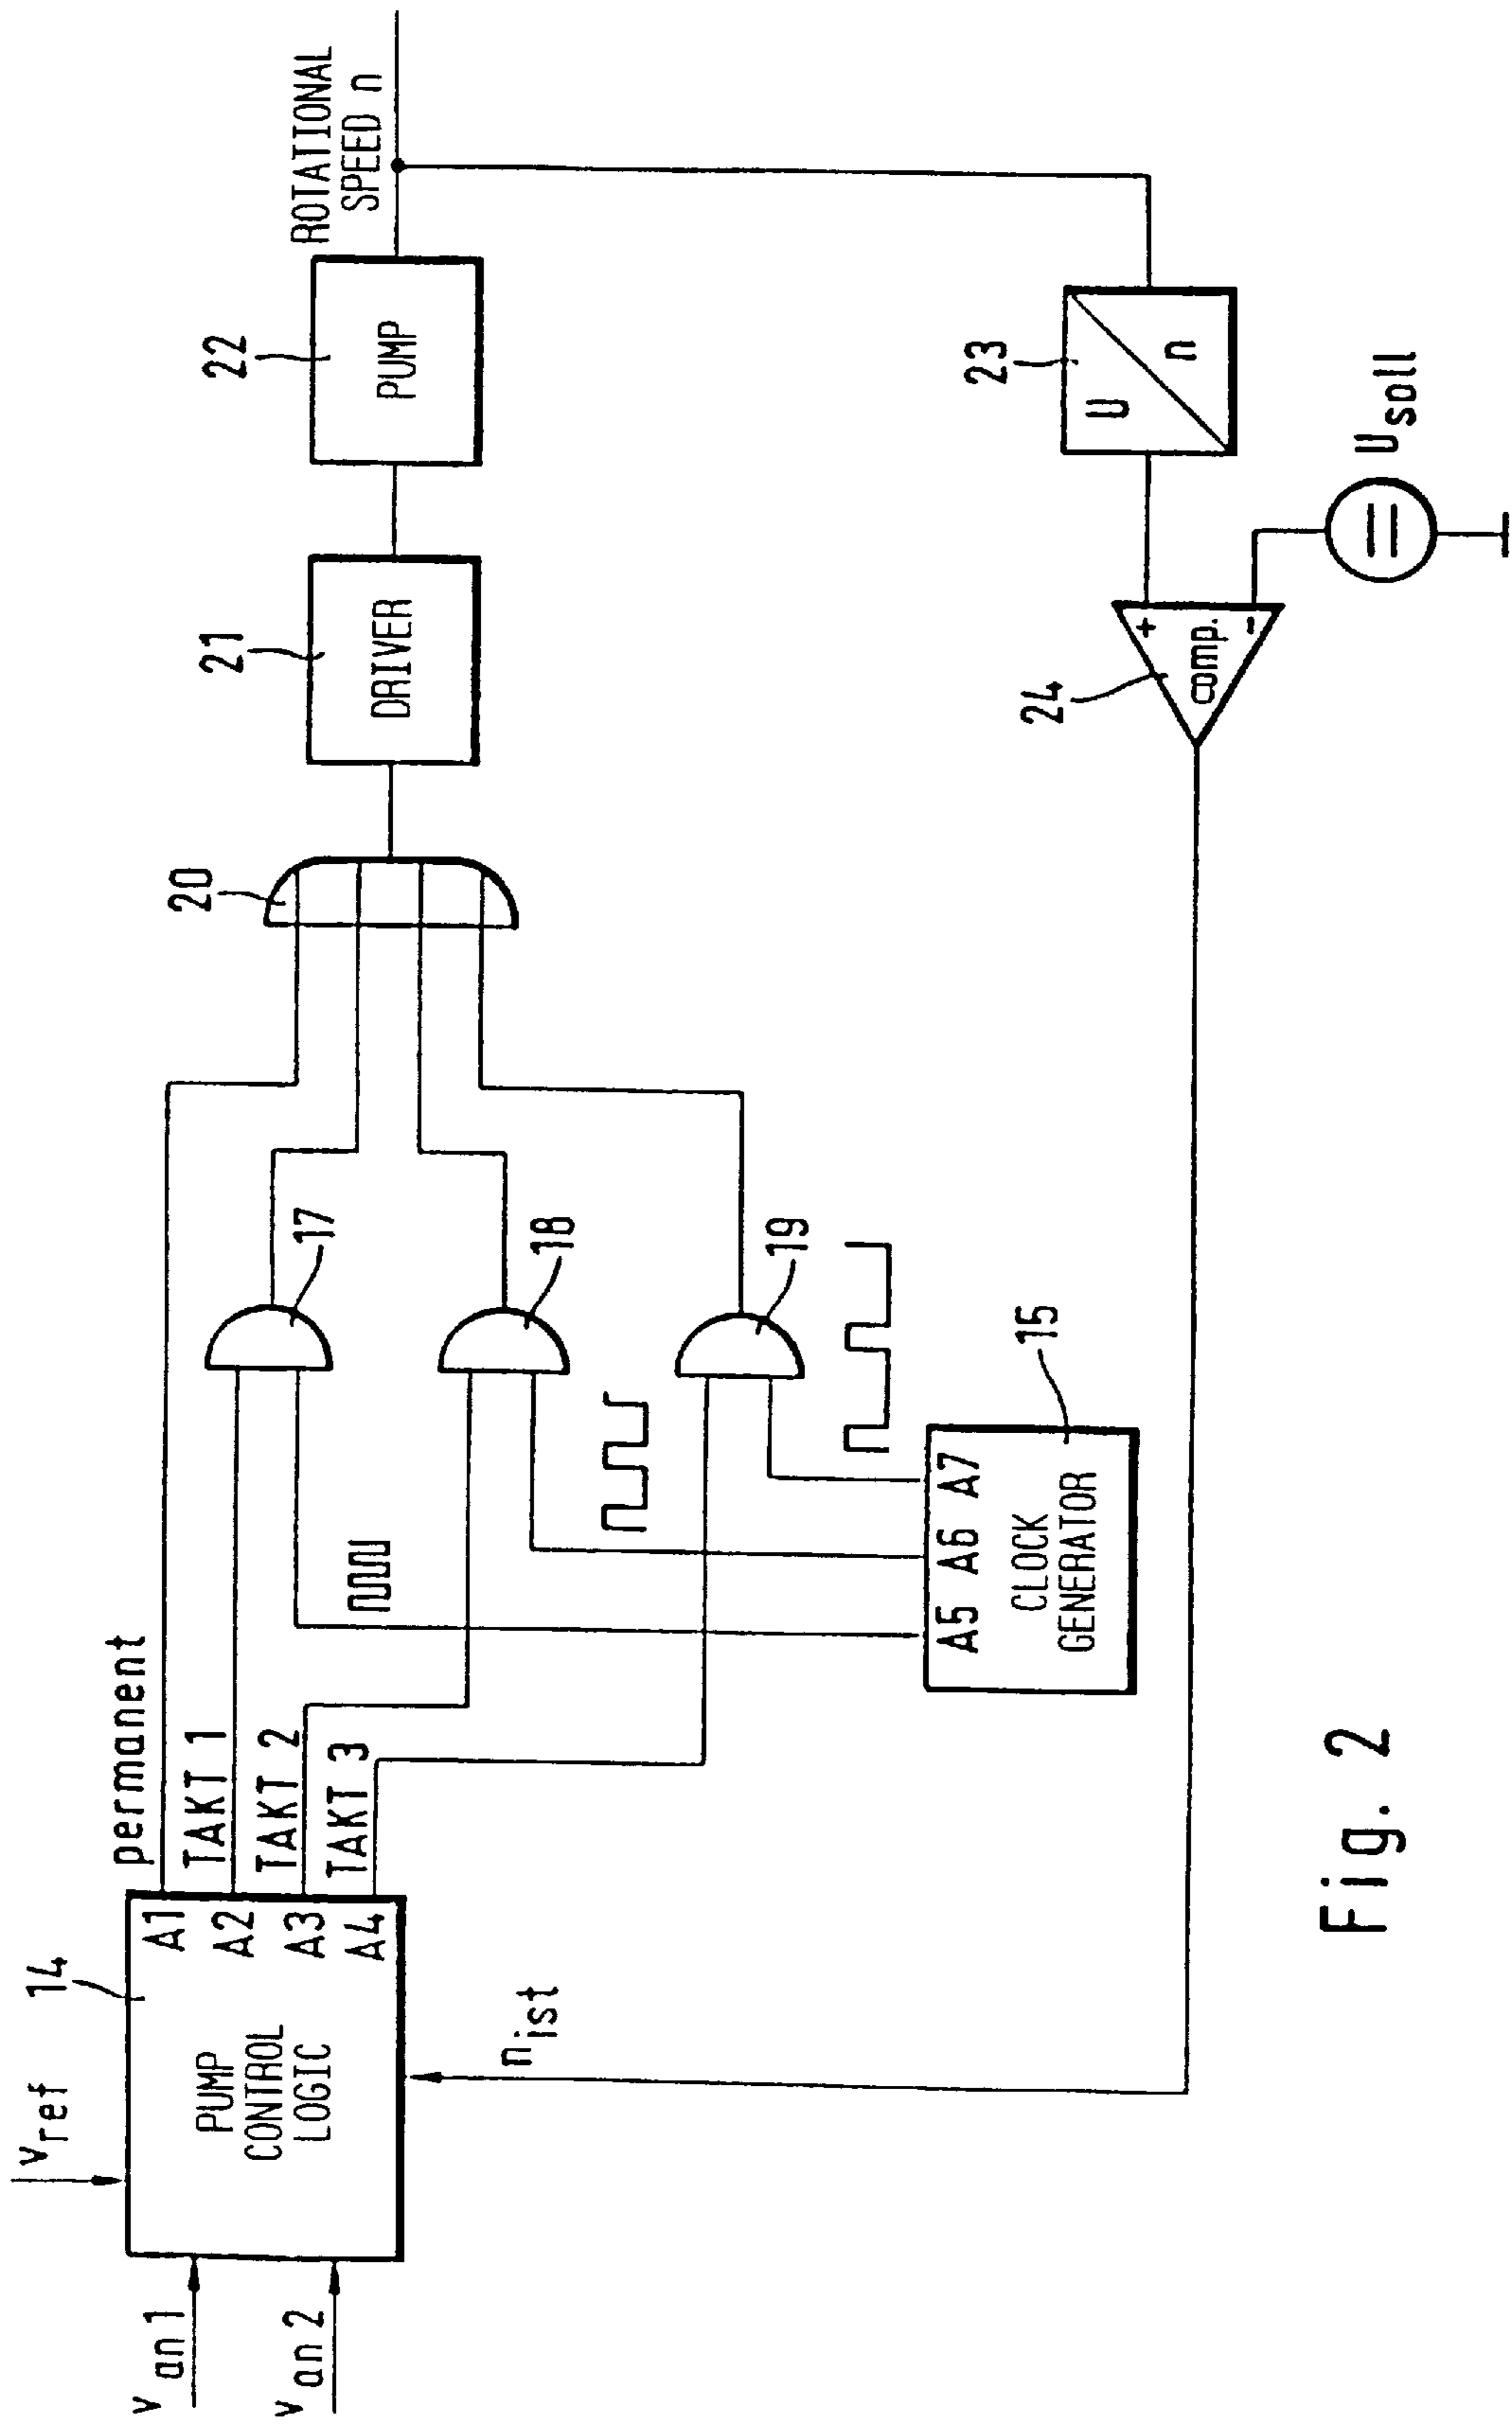 v ref
14
v an 1
v an 2
PUMP
CONTROL
LOGIC
A1
A2
A3
A4
permanent
TAKT 1
TAKT 2
TAKT 3
n ist
17
18
19
A5 A6 A7
CLOCK
GENERATOR
15
20
21
DRIVER
22
PUMP
ROTATIONAL
SPEED n
23
U
n
24
+
comp.
-
=
U soll
Fig. 2